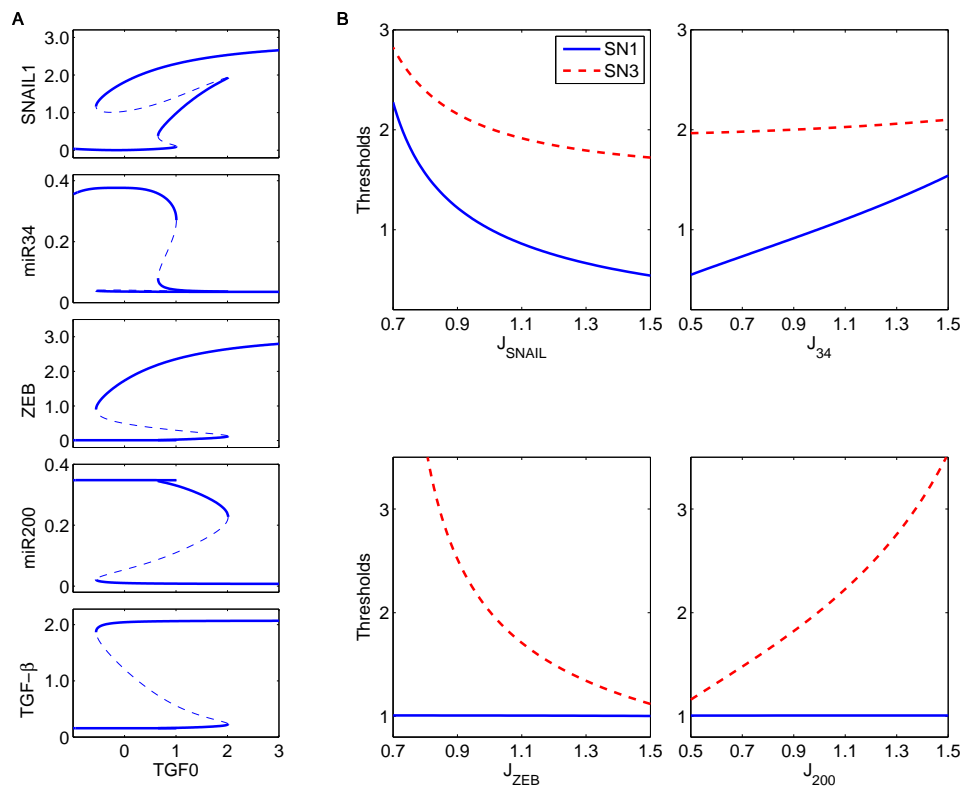 A
SNAIL1
3.0
2.0
1.0
0
miR34
0.4
0.2
0
ZEB
3.0
2.0
1.0
0
miR200
0.4
0.2
0
TGF-β
2.0
1.0
0
0 1 2 3
TGF0
B
Thresholds
3
2
1
SN1
SN3
0.7 0.9 1.1 1.3 1.5
J_SNAIL
3
2
1
0.5 0.7 0.9 1.1 1.3 1.5
J_34
Thresholds
3
2
1
0.7 0.9 1.1 1.3 1.5
J_ZEB
3
2
1
0.5 0.7 0.9 1.1 1.3 1.5
J_200